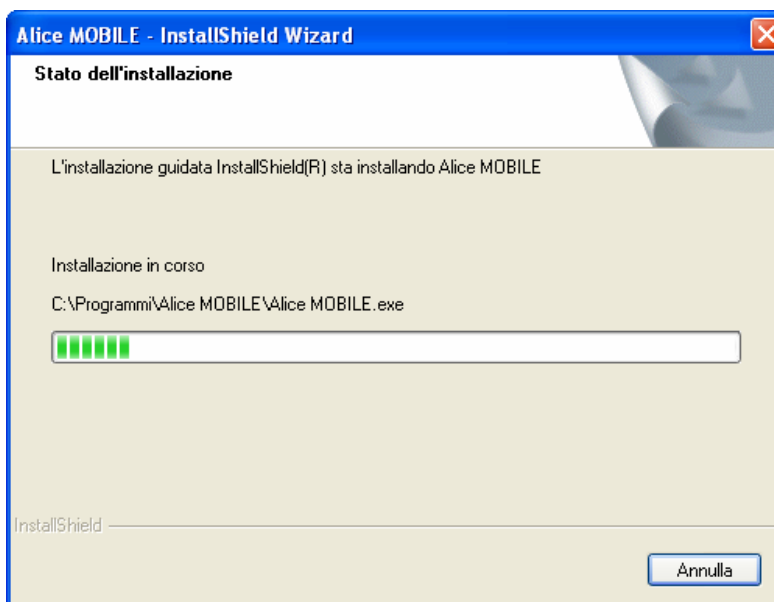 Alice MOBILE - InstallShield Wizard
Stato dell'installazione
L'installazione guidata InstallShield(R) sta installando Alice MOBILE
Installazione in corso
C:\Programmi\Alice MOBILE\Alice MOBILE.exe
InstallShield
Annulla